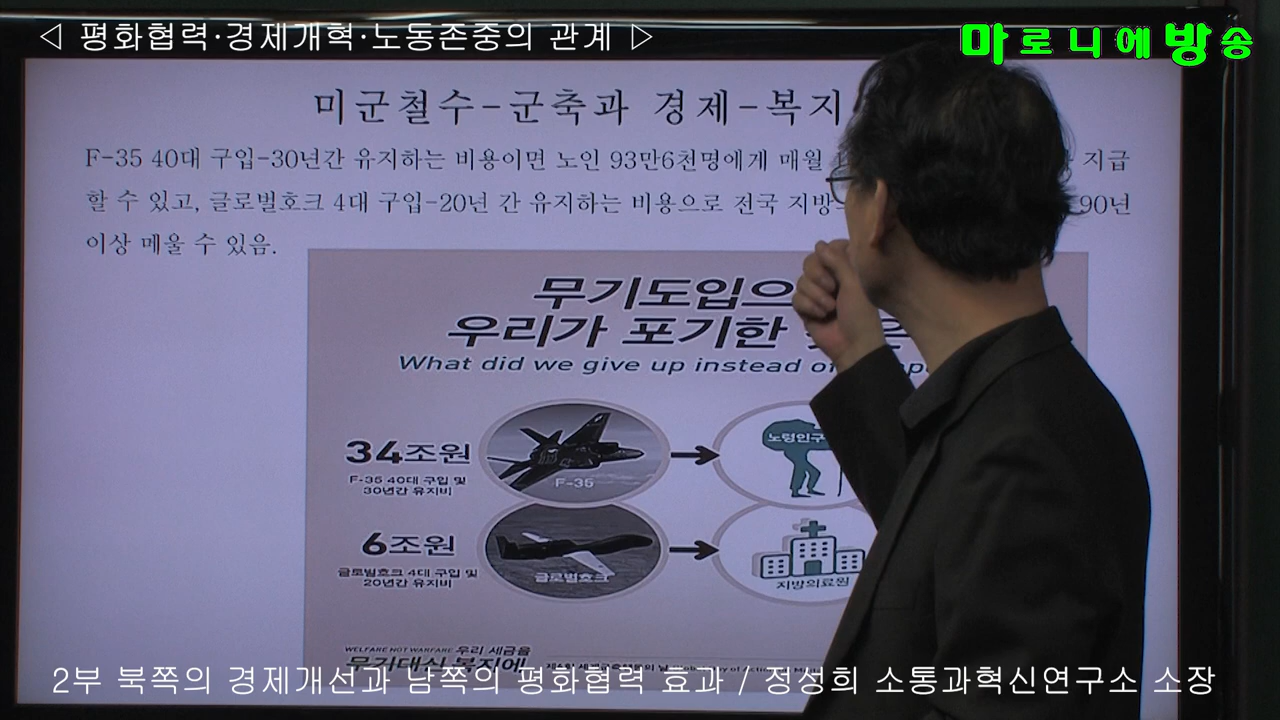 ◁ 평화협력·경제개혁·노동존중의 관계 ▷
마로니에방송
미군철수-군축과 경제-복지
F-35 40대 구입-30년간 유지하는 비용이면 노인 93만6천명에게 매월 지급
할 수 있고, 글로벌호크 4대 구입-20년 간 유지하는 비용으로 전국 90년
이상 메울 수 있음.
무기도입으
우리가 포기한
What did we give up instead
34조원
F-35 40대 구입 및
30년간 유지비
F-35
노령인구
6조원
글로벌호크 4대 구입 및
20년간 유지비
글로벌호크
지방의료원
WELFARE NOT WARFARE 우리 세금을
무기대신 복지에
2부 북쪽의 경제개선과 남쪽의 평화협력 효과 / 정성희 소통과혁신연구소 소장